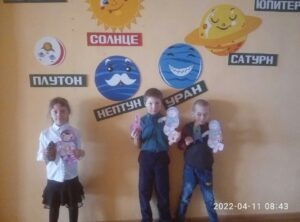 ЮПИТЕР
СОЛНЦЕ
САТУРН
ПЛУТОН
НЕПТУН
УРАН
2022-04-11 08:43